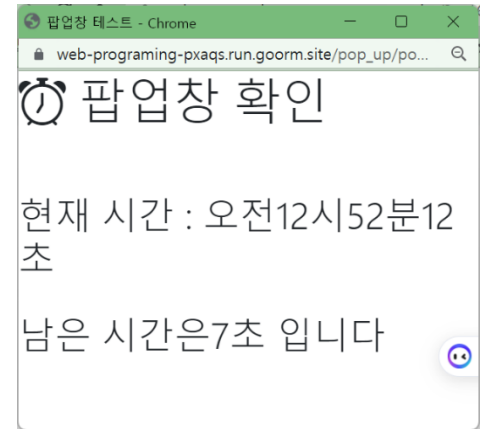 팝업창 테스트 - Chrome
web-programing-pxaqs.run.goorm.site/pop_up/po...
팝업창 확인
현재 시간 : 오전12시52분12
초
남은 시간은7초 입니다